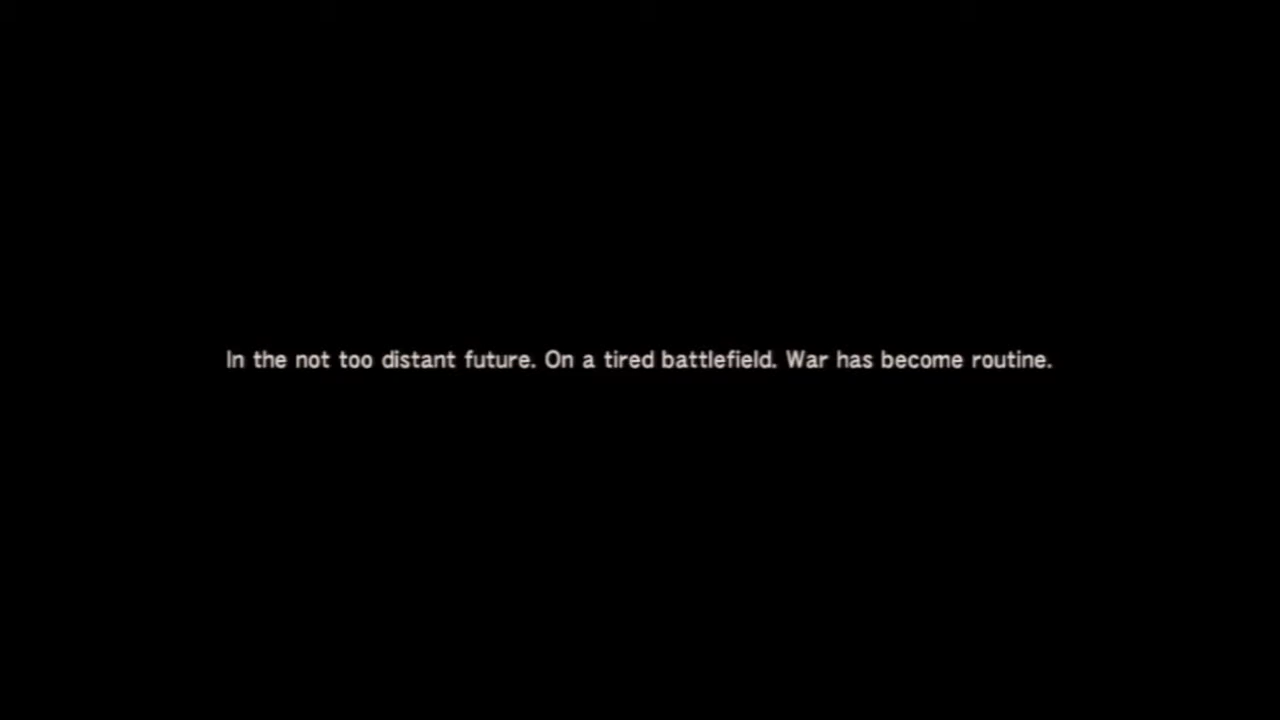 In the not too distant future. On a tired battlefield. War has become routine.